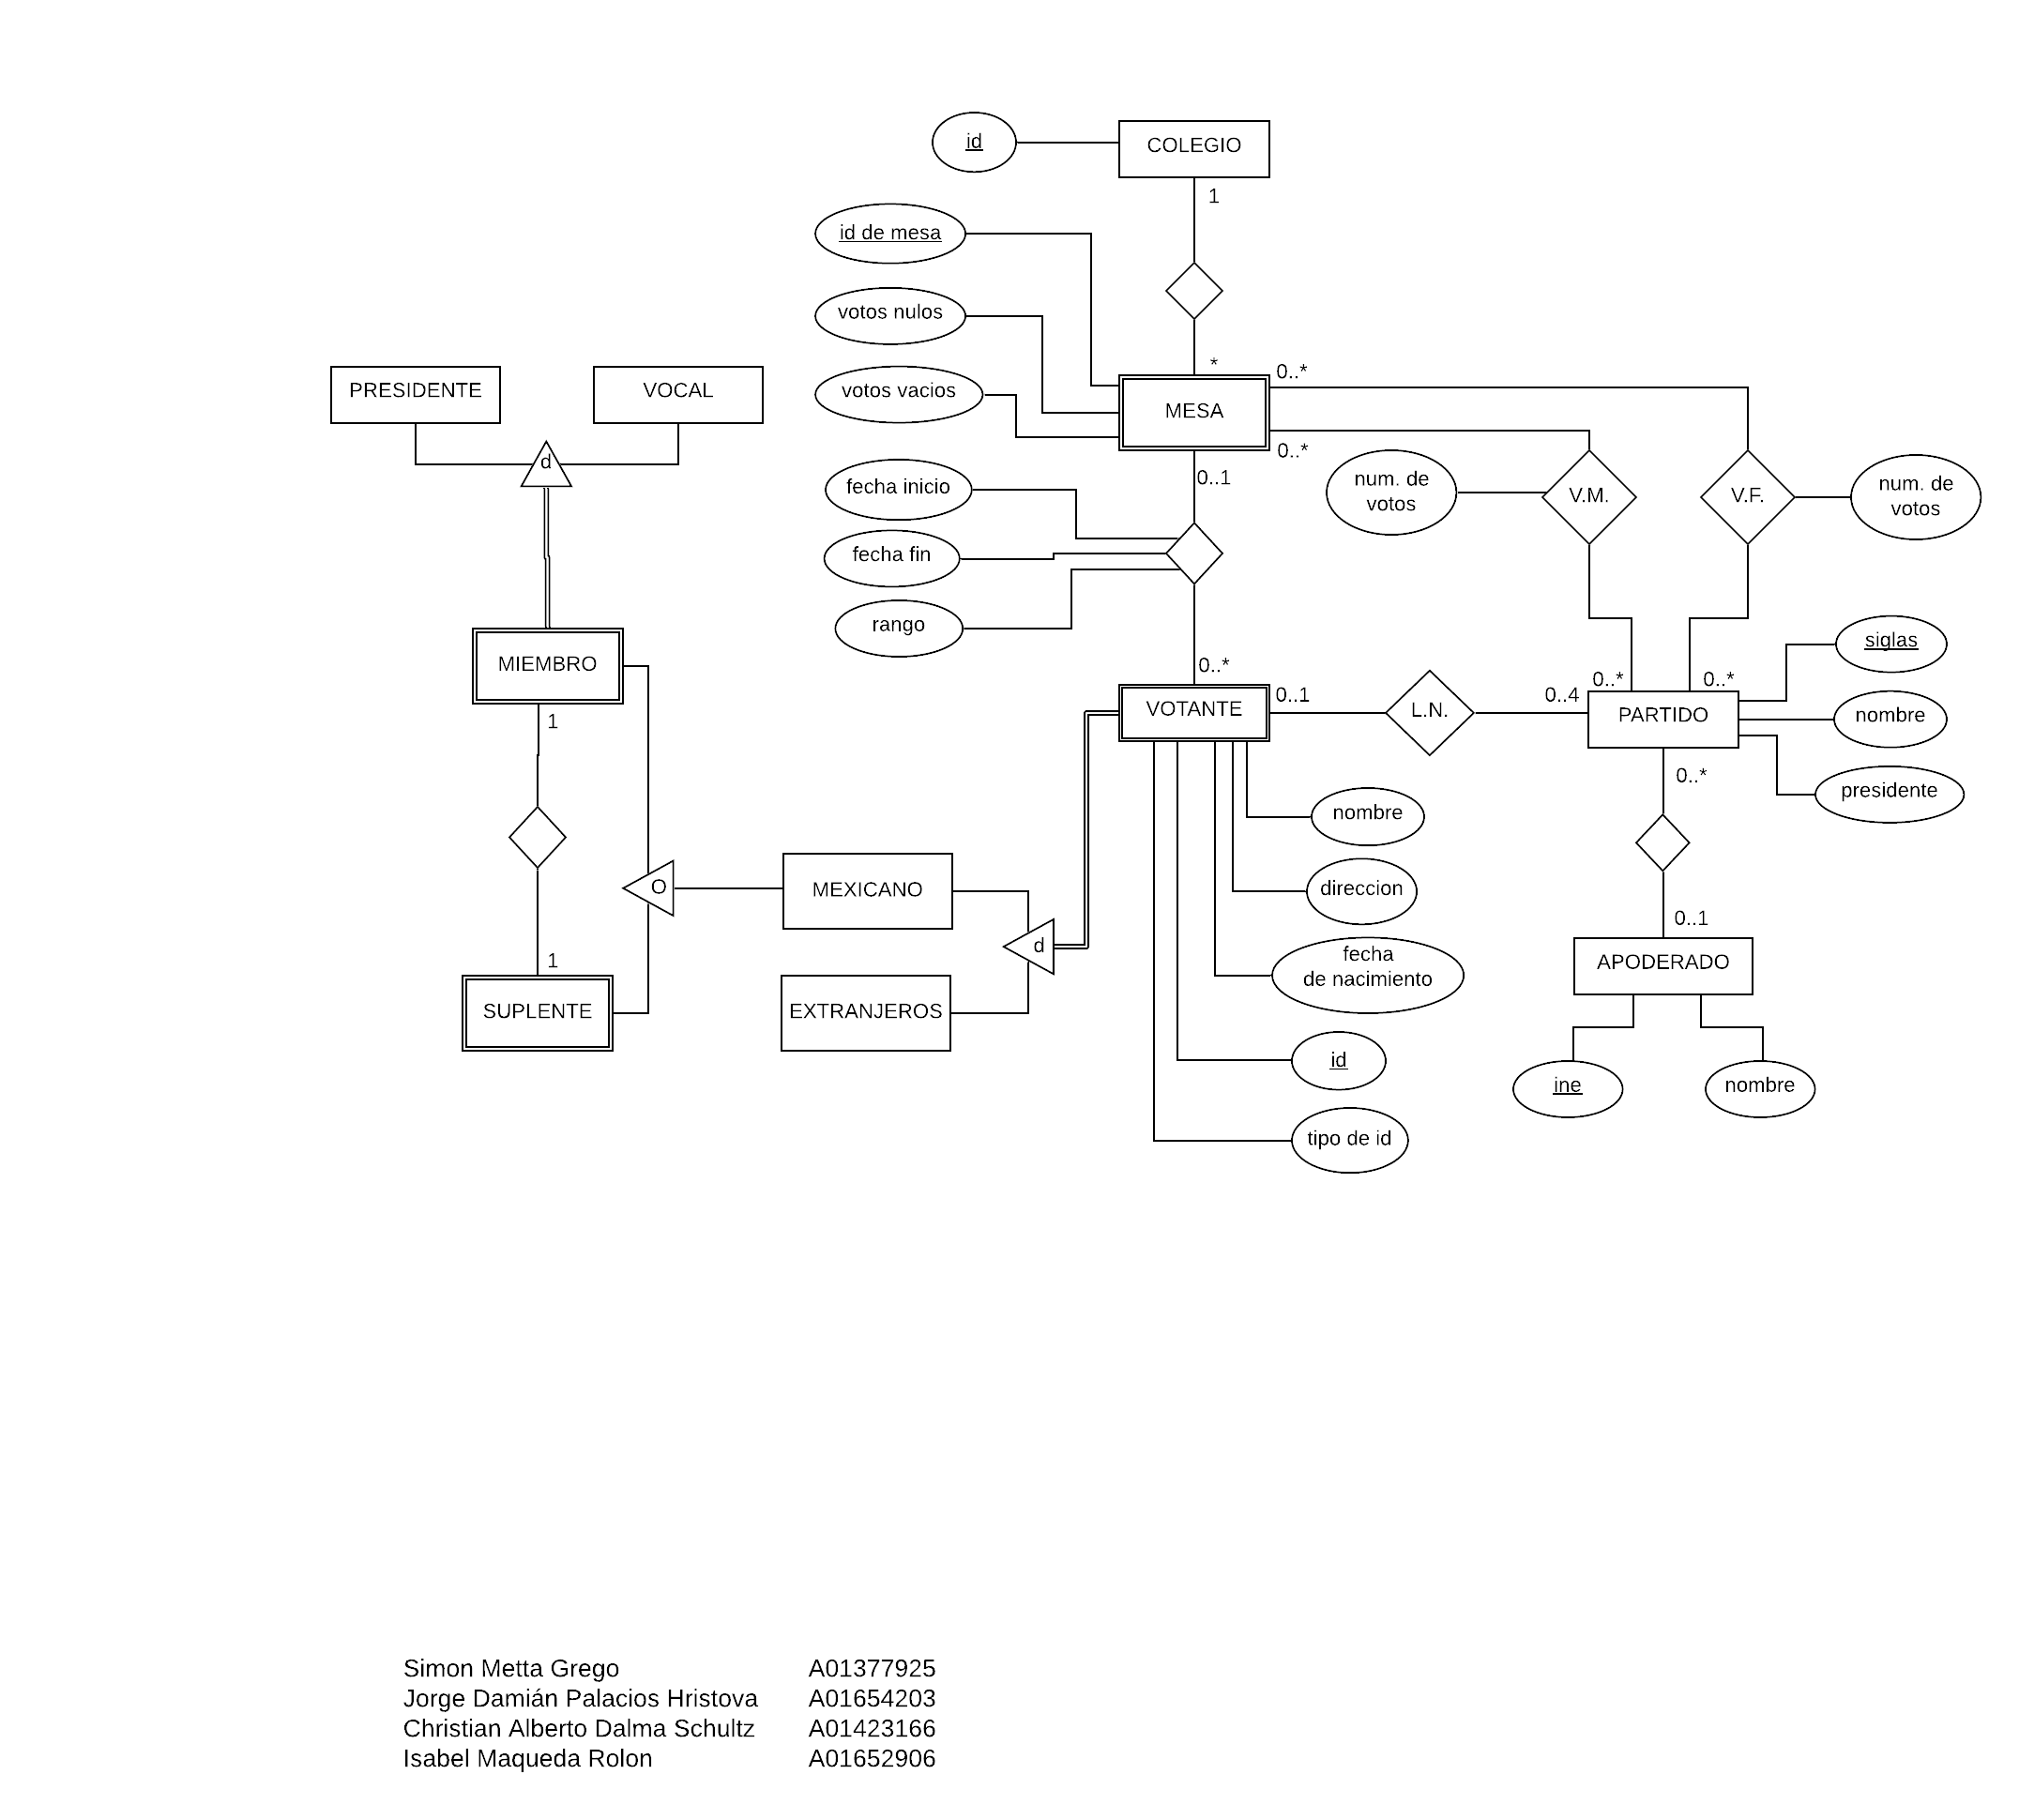 id
COLEGIO
1
id de mesa
votos nulos
*
0..*
PRESIDENTE
VOCAL
votos vacios
MESA
0..*
d
0..1
fecha inicio
num. de
votos
V.M.
V.F.
num. de
votos
fecha fin
rango
siglas
MIEMBRO
0..*
0..1
0..4
0..*
0..*
VOTANTE
L.N.
PARTIDO
nombre
1
0..*
presidente
nombre
O
MEXICANO
direccion
0..1
d
fecha
de nacimiento
1
APODERADO
SUPLENTE
EXTRANJEROS
id
ine
nombre
tipo de id
Simon Metta Grego A01377925
Jorge Damián Palacios Hristova A01654203
Christian Alberto Dalma Schultz A01423166
Isabel Maqueda Rolon A01652906